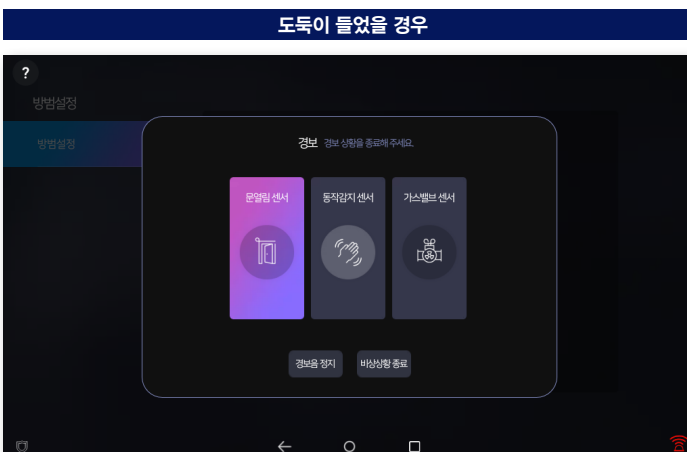 도둑이 들었을 경우
?
방범설정
방범설정
경보 경보 상황을 종료해 주세요.
문열림 센서 동작감지 센서 가스밸브 센서
경보음 정지 비상상황 종료